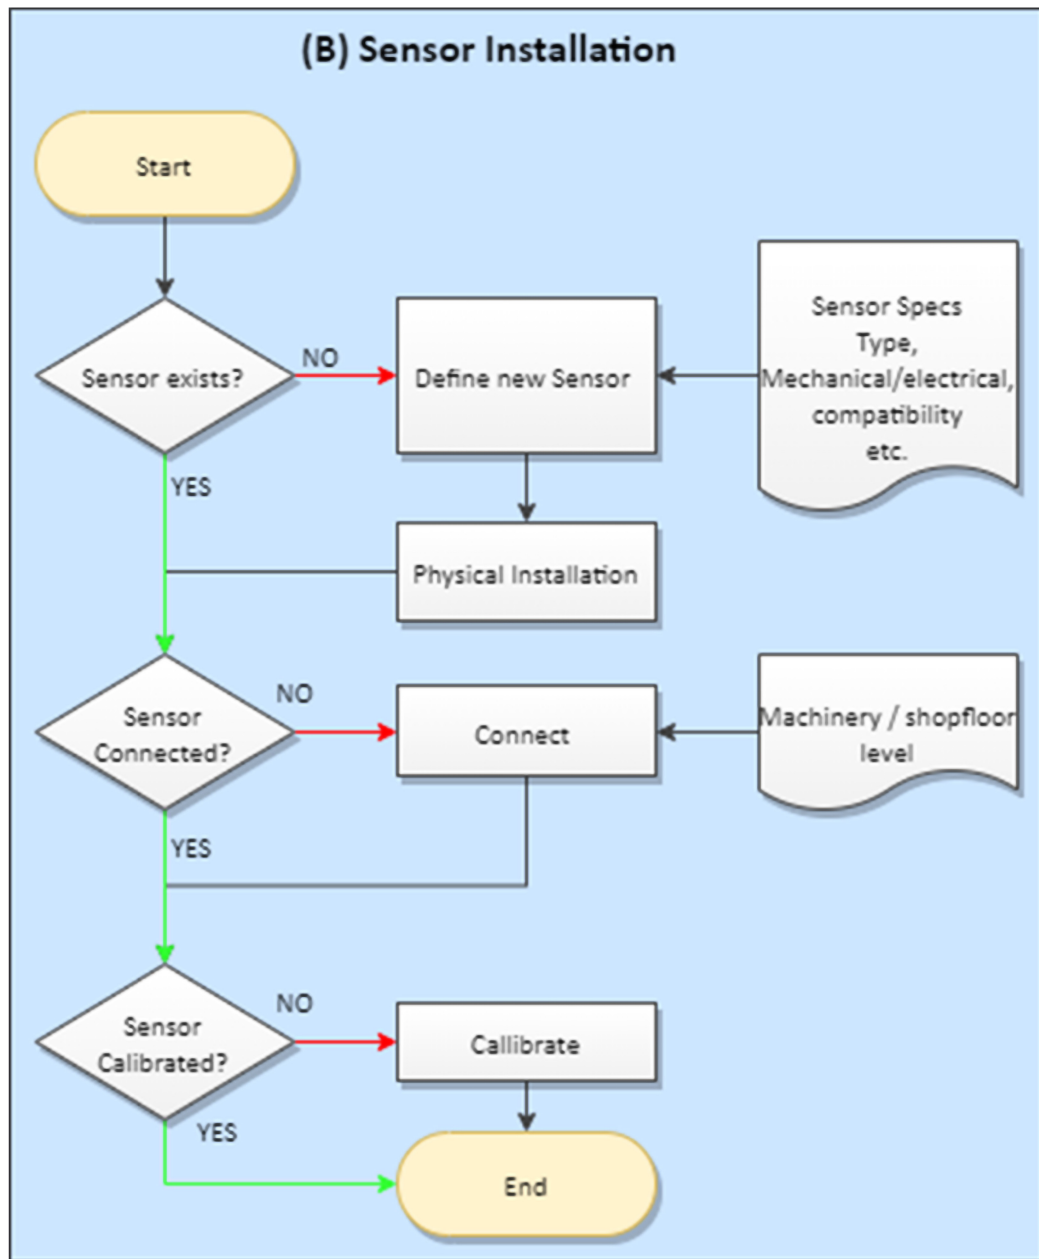 (B) Sensor Installation
Start
Sensor exists?
NO
Define new Sensor
Sensor Specs
Type,
Mechanical/electrical,
compatibility
etc.
YES
Physical Installation
Sensor
Connected?
NO
Connect
Machinery / shopfloor
level
YES
Sensor
Calibrated?
NO
Callibrate
YES
End